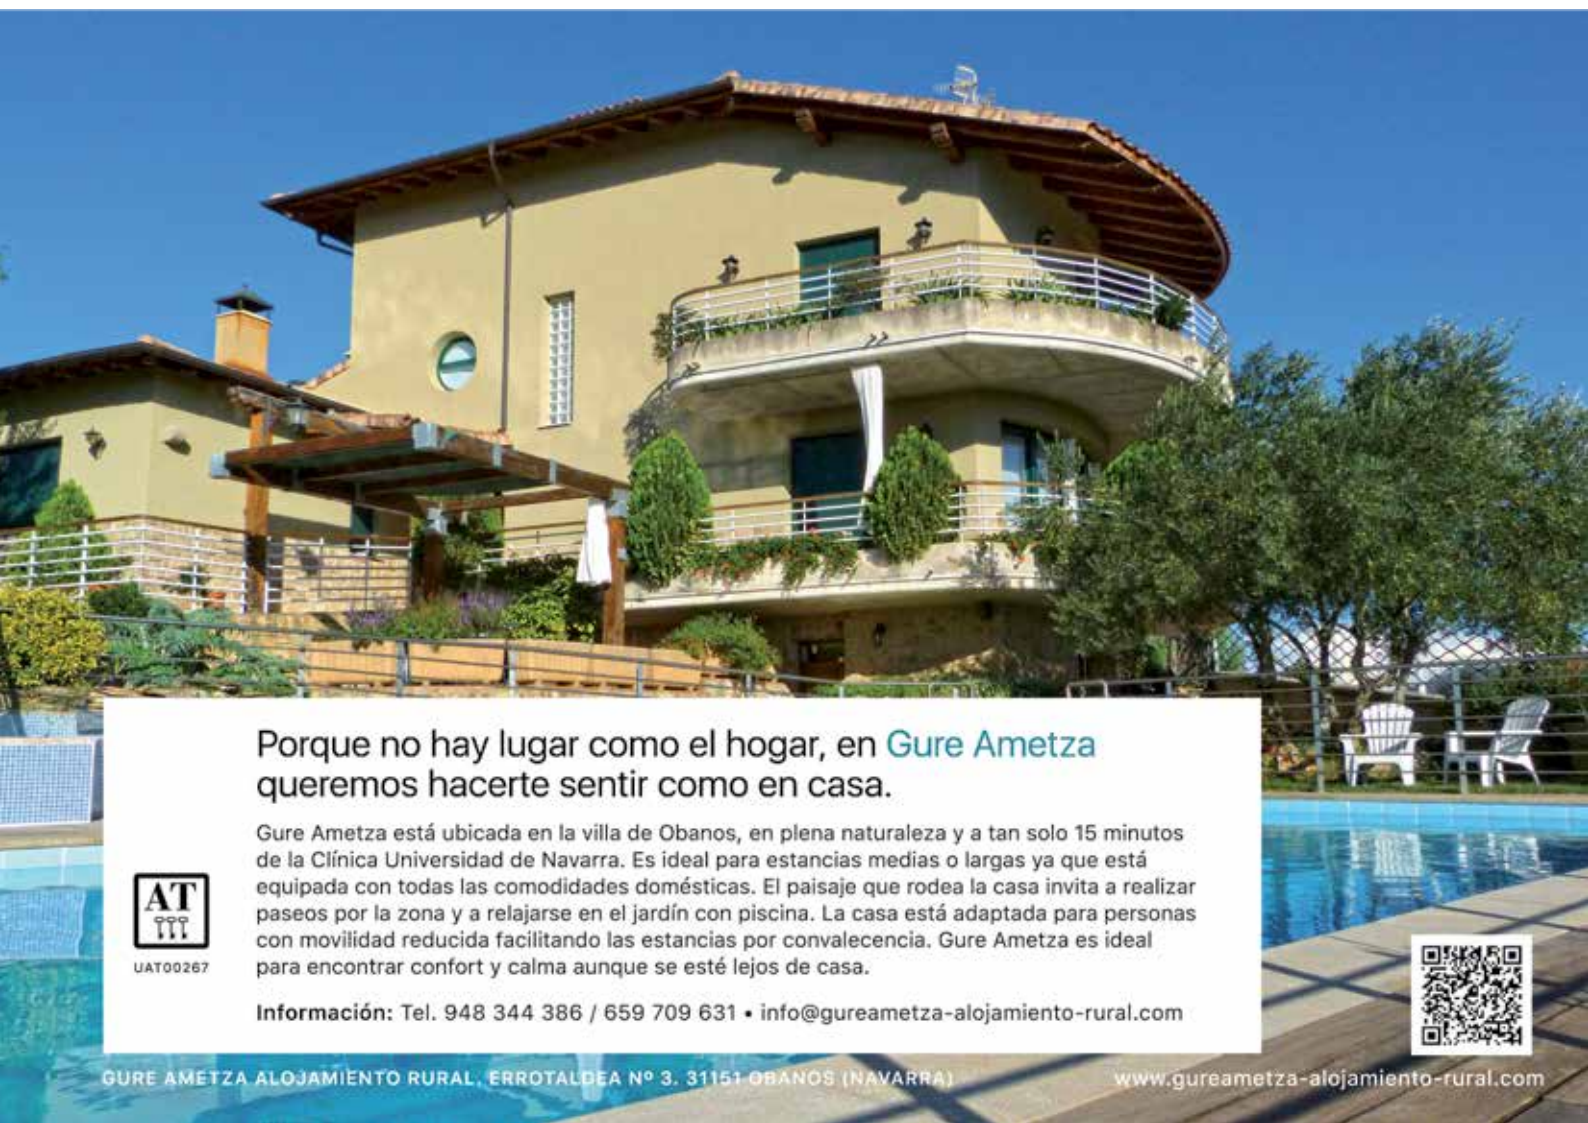 Porque no hay lugar como el hogar, en Gure Ametza
queremos hacerte sentir como en casa.
Gure Ametza está ubicada en la villa de Obanos, en plena naturaleza y a tan solo 15 minutos
de la Clínica Universidad de Navarra. Es ideal para estancias medias o largas ya que está
equipada con todas las comodidades domésticas. El paisaje que rodea la casa invita a realizar
paseos por la zona y a relajarse en el jardín con piscina. La casa está adaptada para personas
con movilidad reducida facilitando las estancias por convalecencia. Gure Ametza es ideal
para encontrar confort y calma aunque se esté lejos de casa.
AT
UAT00267
Información: Tel. 948 344 386 / 659 709 631 • info@gureametza-alojamiento-rural.com
GURE AMETZA ALOJAMIENTO RURAL. ERROTALDEA Nº 3. 31151 OBANOS (NAVARRA)
www.gureametza-alojamiento-rural.com